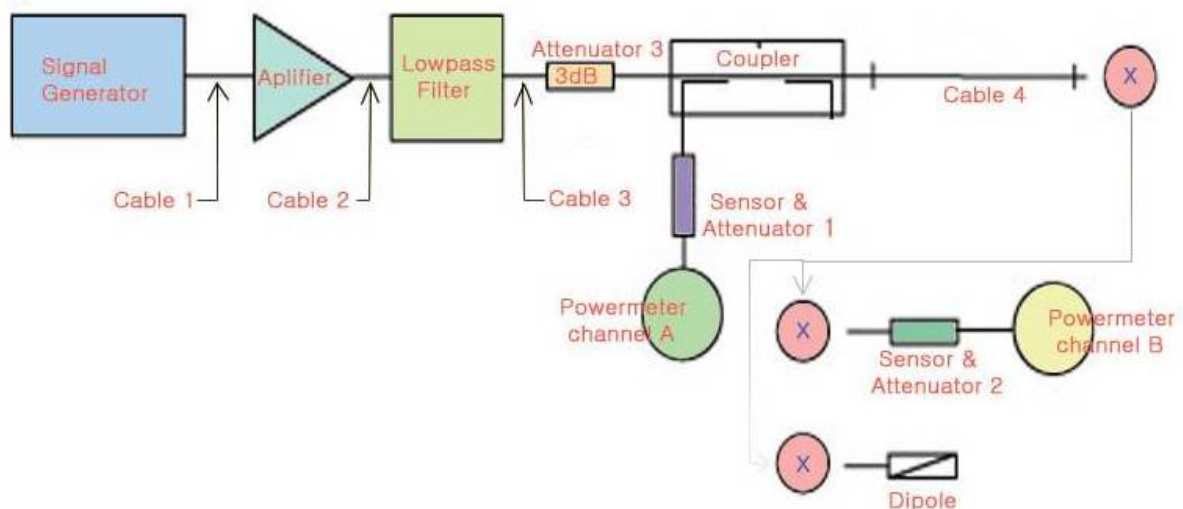 Signal
Generator
Aplifier
Lowpass
Filter
Attenuator 3
3dB
Coupler
Cable 4
X
Cable 1
Cable 2
Cable 3
Sensor &
Attenuator 1
Powermeter
channel A
X
Sensor &
Attenuator 2
Powermeter
channel B
X
Dipole